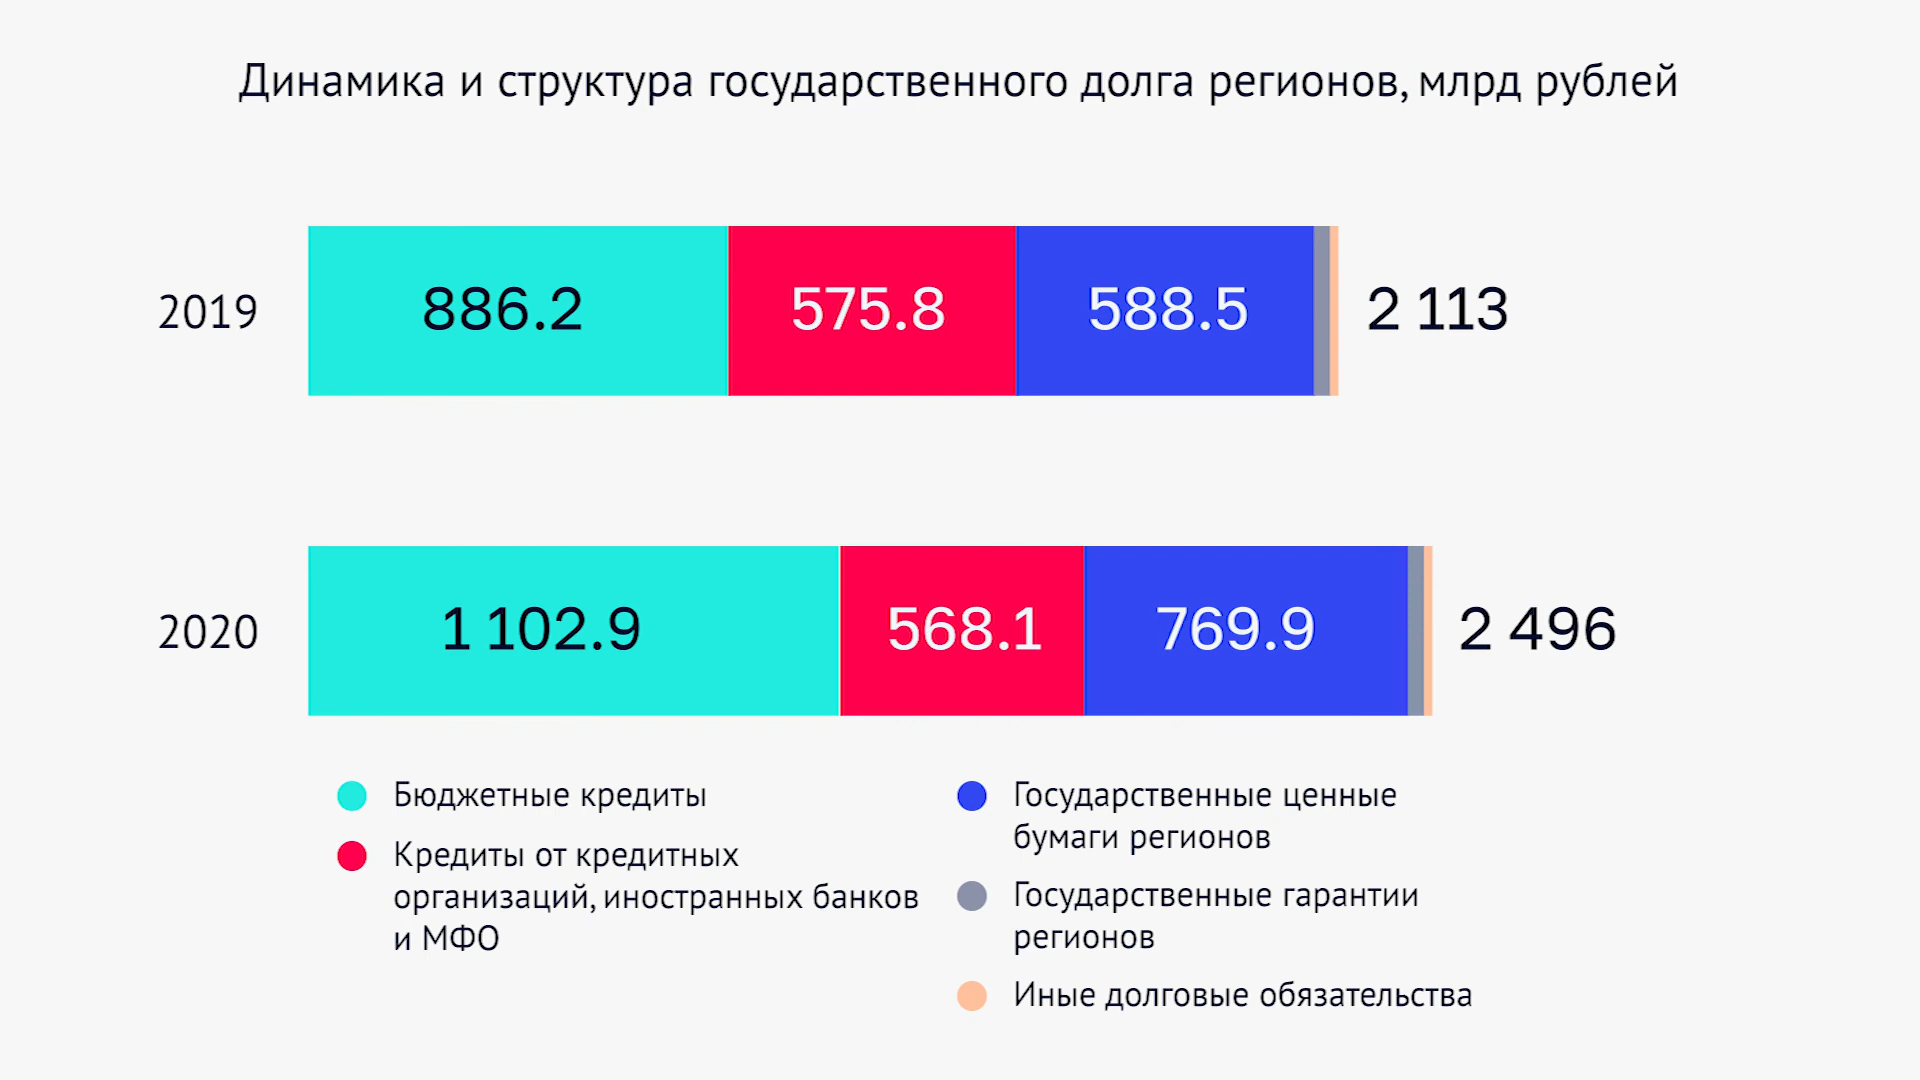 Динамика и структура государственного долга регионов, млрд рублей
2019
886.2
575.8
588.5
2 113
2020
1 102.9
568.1
769.9
2 496
Бюджетные кредиты
Кредиты от кредитных
организаций, иностранных банков
и МФО
Государственные ценные
бумаги регионов
Государственные гарантии
регионов
Иные долговые обязательства